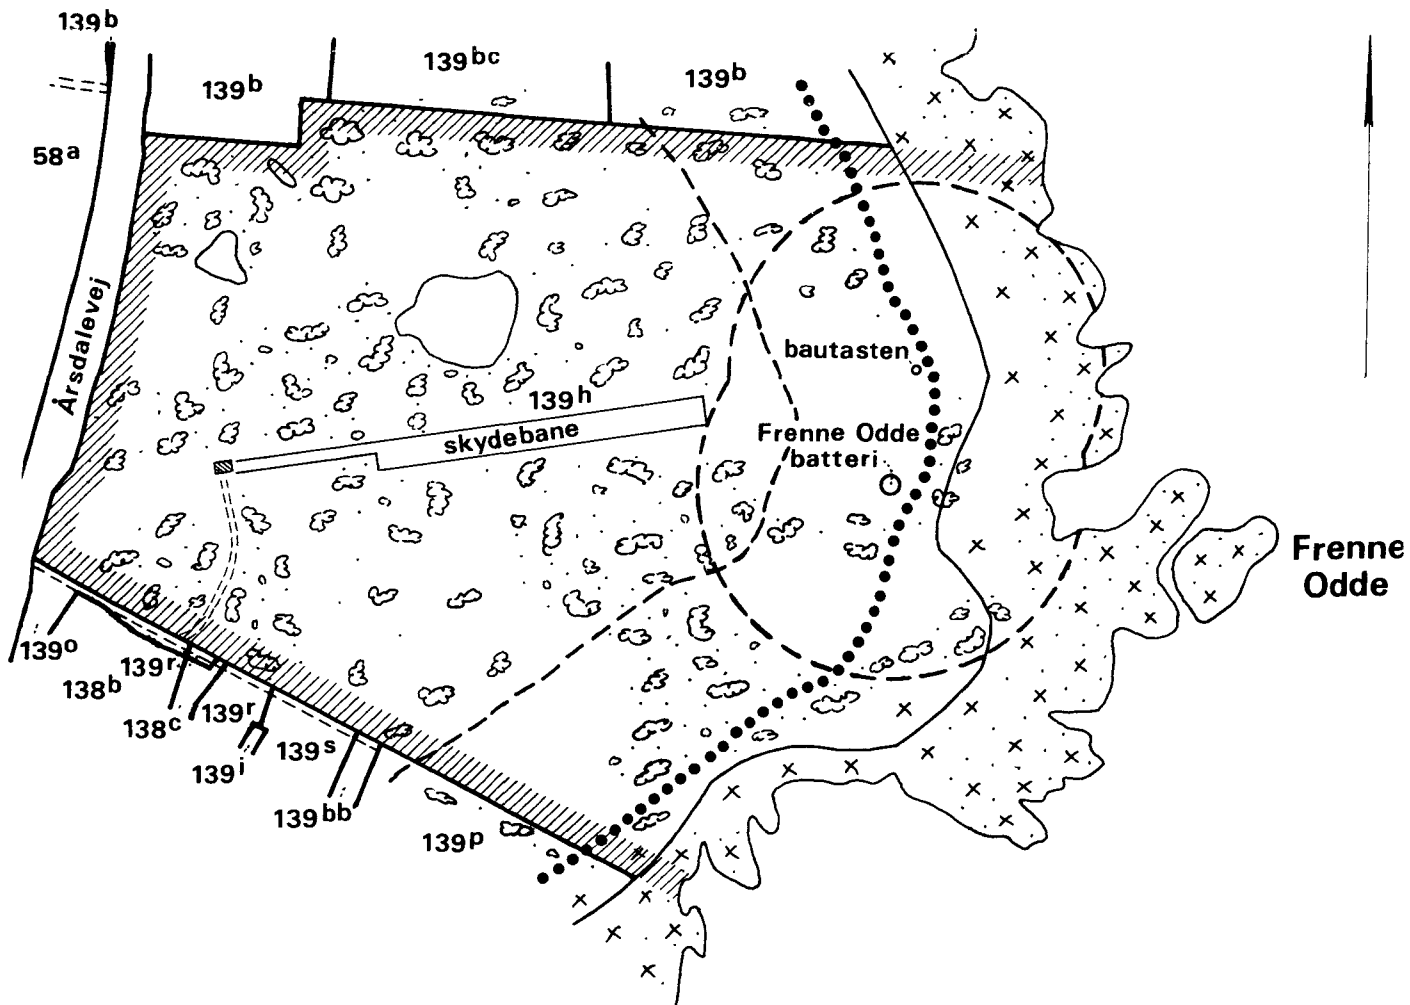 139b
139b
139bc
139b
58a
Årsdalevej
bautasten
139h
skydebane
Frenne Odde
batteri
Frenne
Odde
139o
139r
138b
138c
139r
139s
139i
139bb
139p